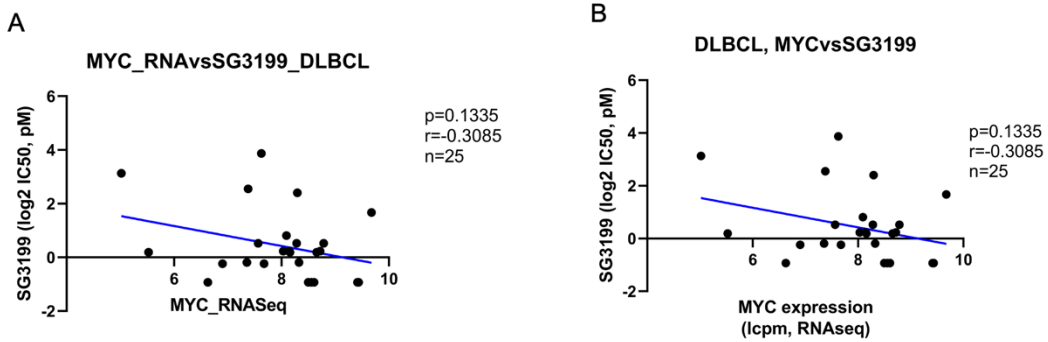 A
MYC_RNAvsSG3199_DLBCL
SG3199 (log2 IC50, pM)
6
4
2
0
-2
6
8
10
MYC_RNASeq
p=0.1335
r=-0.3085
n=25
B
DLBCL, MYCvsSG3199
SG3199 (log2 IC50, pM)
6
4
2
0
-2
6
8
10
MYC expression
(lcpm, RNAseq)
p=0.1335
r=-0.3085
n=25